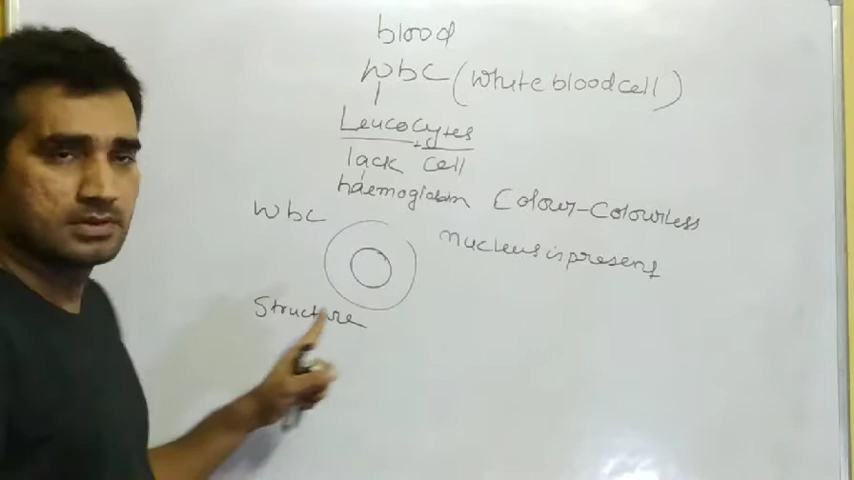 blood
wbc (White blood cell)
Leucocytes
lack cell
haemoglobin
Colour-Colourless
wbc
nucleus is present
Structure